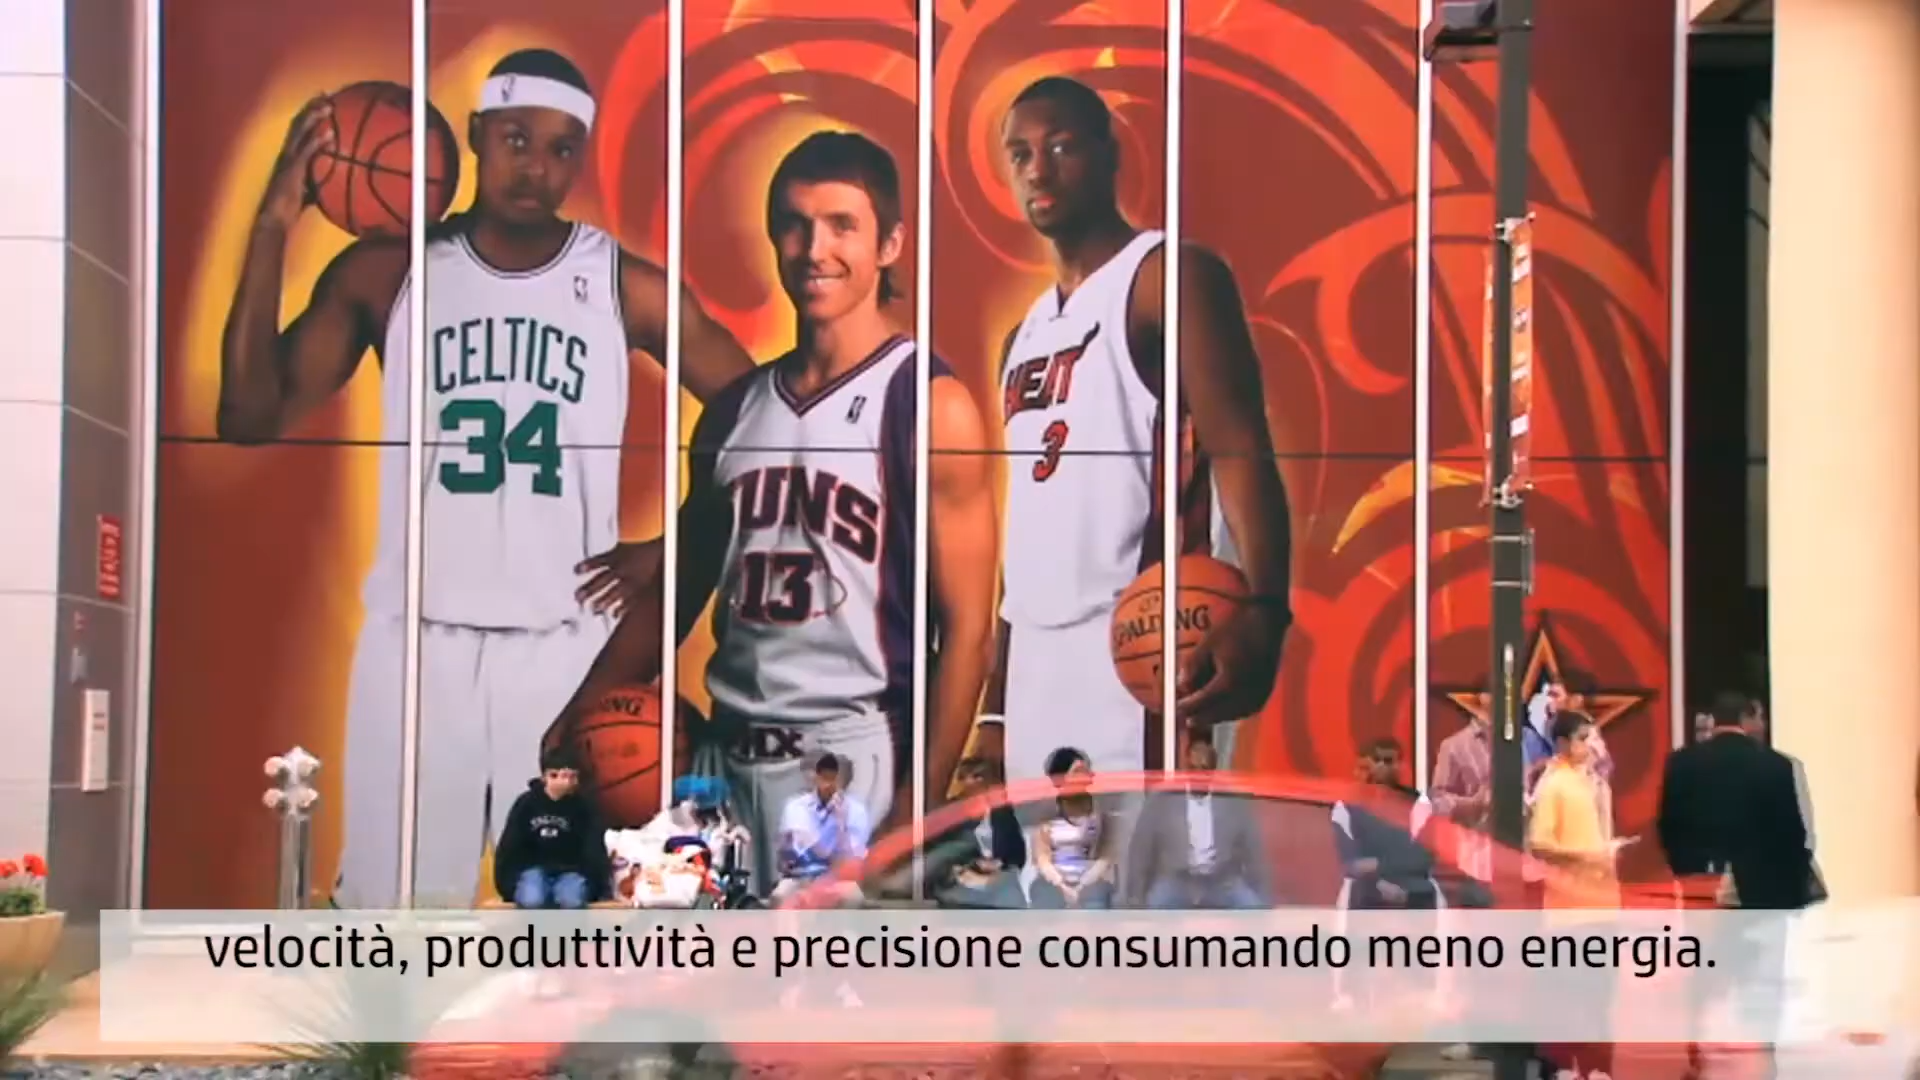 CELTICS
34
SUNS
13
HEAT
3
SPALDING
velocità, produttività e precisione consumando meno energia.